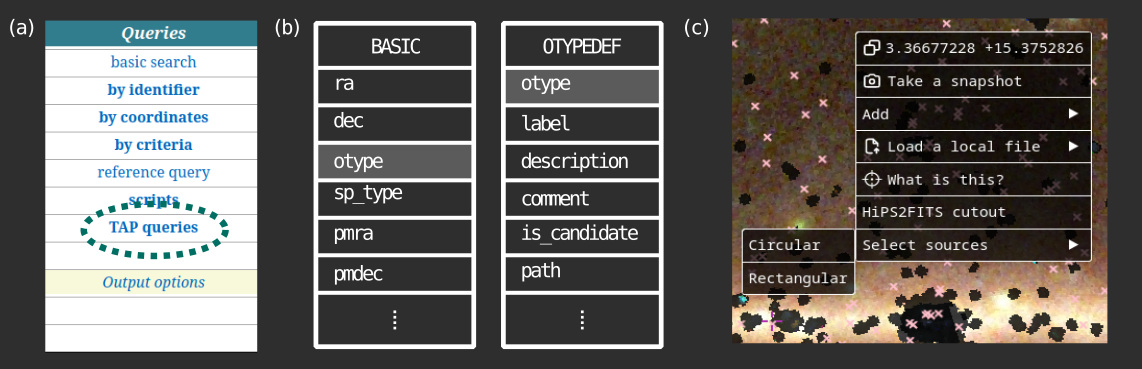 (a)
Queries
basic search
by identifier
by coordinates
by criteria
reference query
scripts
TAP queries
Output options
(b)
BASIC
ra
dec
otype
sp_type
pmra
pmdec
⋮
OTYPEDEF
otype
label
description
comment
is_candidate
path
⋮
(c)
3.36677228 +15.3752826
Take a snapshot
Add
Load a local file
What is this?
HiPS2FITS cutout
Select sources
Circular
Rectangular